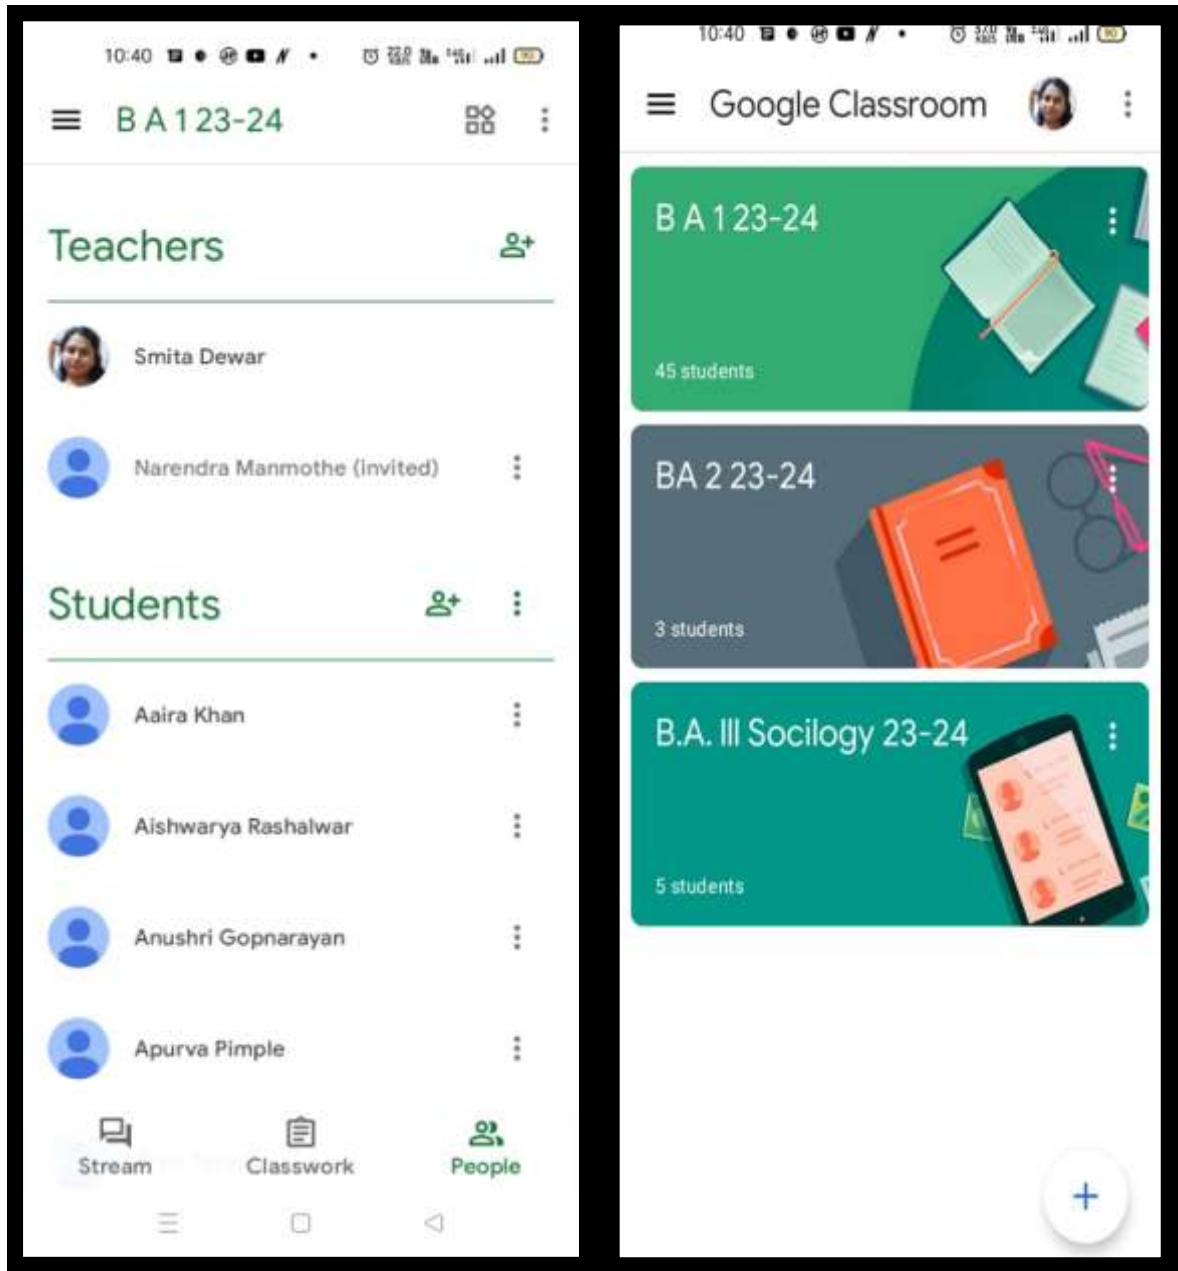 10:40
B A 1 23-24
Teachers
Smita Dewar
Narendra Manmothe (invited)
Students
Aaira Khan
Aishwarya Rashalwar
Anushri Gopnarayan
Apurva Pimple
Stream
Classwork
People
10:40
Google Classroom
B A 1 23-24
45 students
BA 2 23-24
3 students
B.A. III Socilogy 23-24
5 students